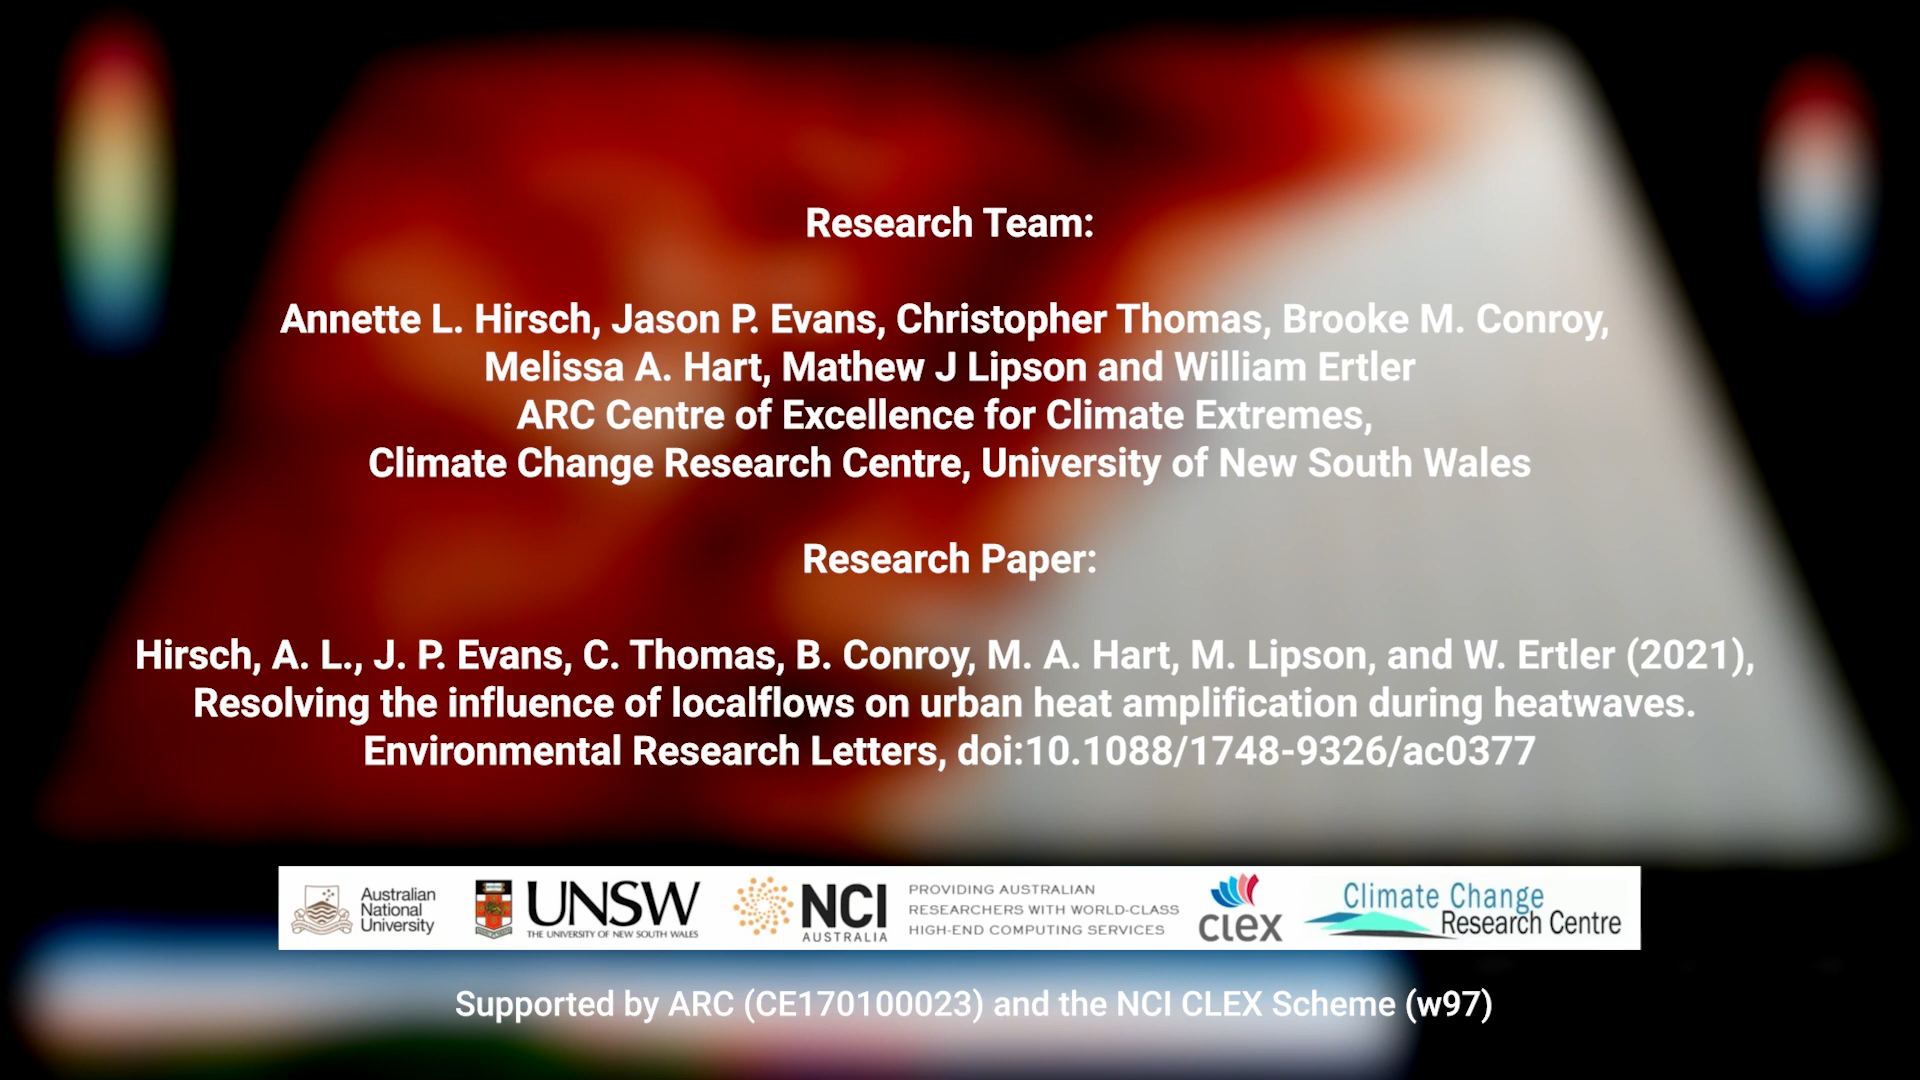 Research Team:
Annette L. Hirsch, Jason P. Evans, Christopher Thomas, Brooke M. Conroy,
Melissa A. Hart, Mathew J Lipson and William Ertler
ARC Centre of Excellence for Climate Extremes,
Climate Change Research Centre, University of New South Wales
Research Paper:
Hirsch, A. L., J. P. Evans, C. Thomas, B. Conroy, M. A. Hart, M. Lipson, and W. Ertler (2021),
Resolving the influence of localflows on urban heat amplification during heatwaves.
Environmental Research Letters, doi:10.1088/1748-9326/ac0377
Australian
National
University
UNSW
THE UNIVERSITY OF NEW SOUTH WALES
NCI
AUSTRALIA
PROVIDING AUSTRALIAN
RESEARCHERS WITH WORLD-CLASS
HIGH-END COMPUTING SERVICES
clex
Climate Change
Research Centre
Supported by ARC (CE170100023) and the NCI CLEX Scheme (w97)